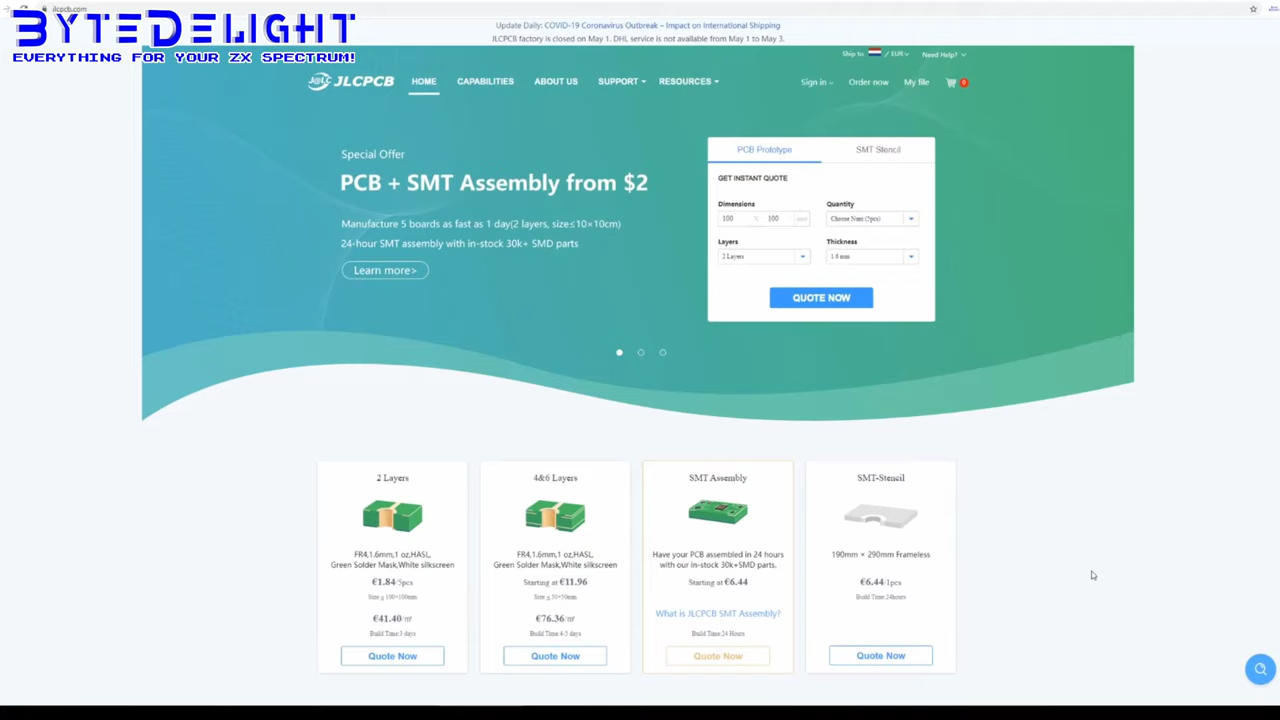 jlcpcb.com
BYTEDELIGHT
EVERYTHING FOR YOUR ZX SPECTRUM!
Update Daily: COVID-19 Coronavirus Outbreak – Impact on International Shipping
JLCPCB factory is closed on May 1. DHL service is not available from May 1 to May 3.
Ship to: / EUR Need Help?
J@LC JLCPCB HOME CAPABILITIES ABOUT US SUPPORT RESOURCES Sign in Order now My file 0
Special Offer
PCB + SMT Assembly from $2
Manufacture 5 boards as fast as 1 day(2 layers, size≤10×10cm)
24-hour SMT assembly with in-stock 30k+ SMD parts
Learn more>
PCB Prototype SMT Stencil
GET INSTANT QUOTE
Dimensions Quantity
100 X 100 mm Choose Num (5pcs)
Layers Thickness
2 Layers 1.6 mm
QUOTE NOW
2 Layers
FR4,1.6mm,1 oz,HASL,
Green Solder Mask,White silkscreen
€1.84/5pcs
Size ≤ 100×100mm
€41.40/㎡
Build Time:3 days
Quote Now
4&6 Layers
FR4,1.6mm,1 oz,HASL,
Green Solder Mask,White silkscreen
Starting at €11.96
Size ≤ 50×50mm
€76.36/㎡
Build Time:4-5 days
Quote Now
SMT Assembly
Have your PCB assembled in 24 hours
with our in-stock 30k+SMD parts.
Starting at €6.44
What is JLCPCB SMT Assembly?
Build Time:24 Hours
Quote Now
SMT-Stencil
190mm × 290mm Frameless
€6.44/1pcs
Build Time:24hours
Quote Now